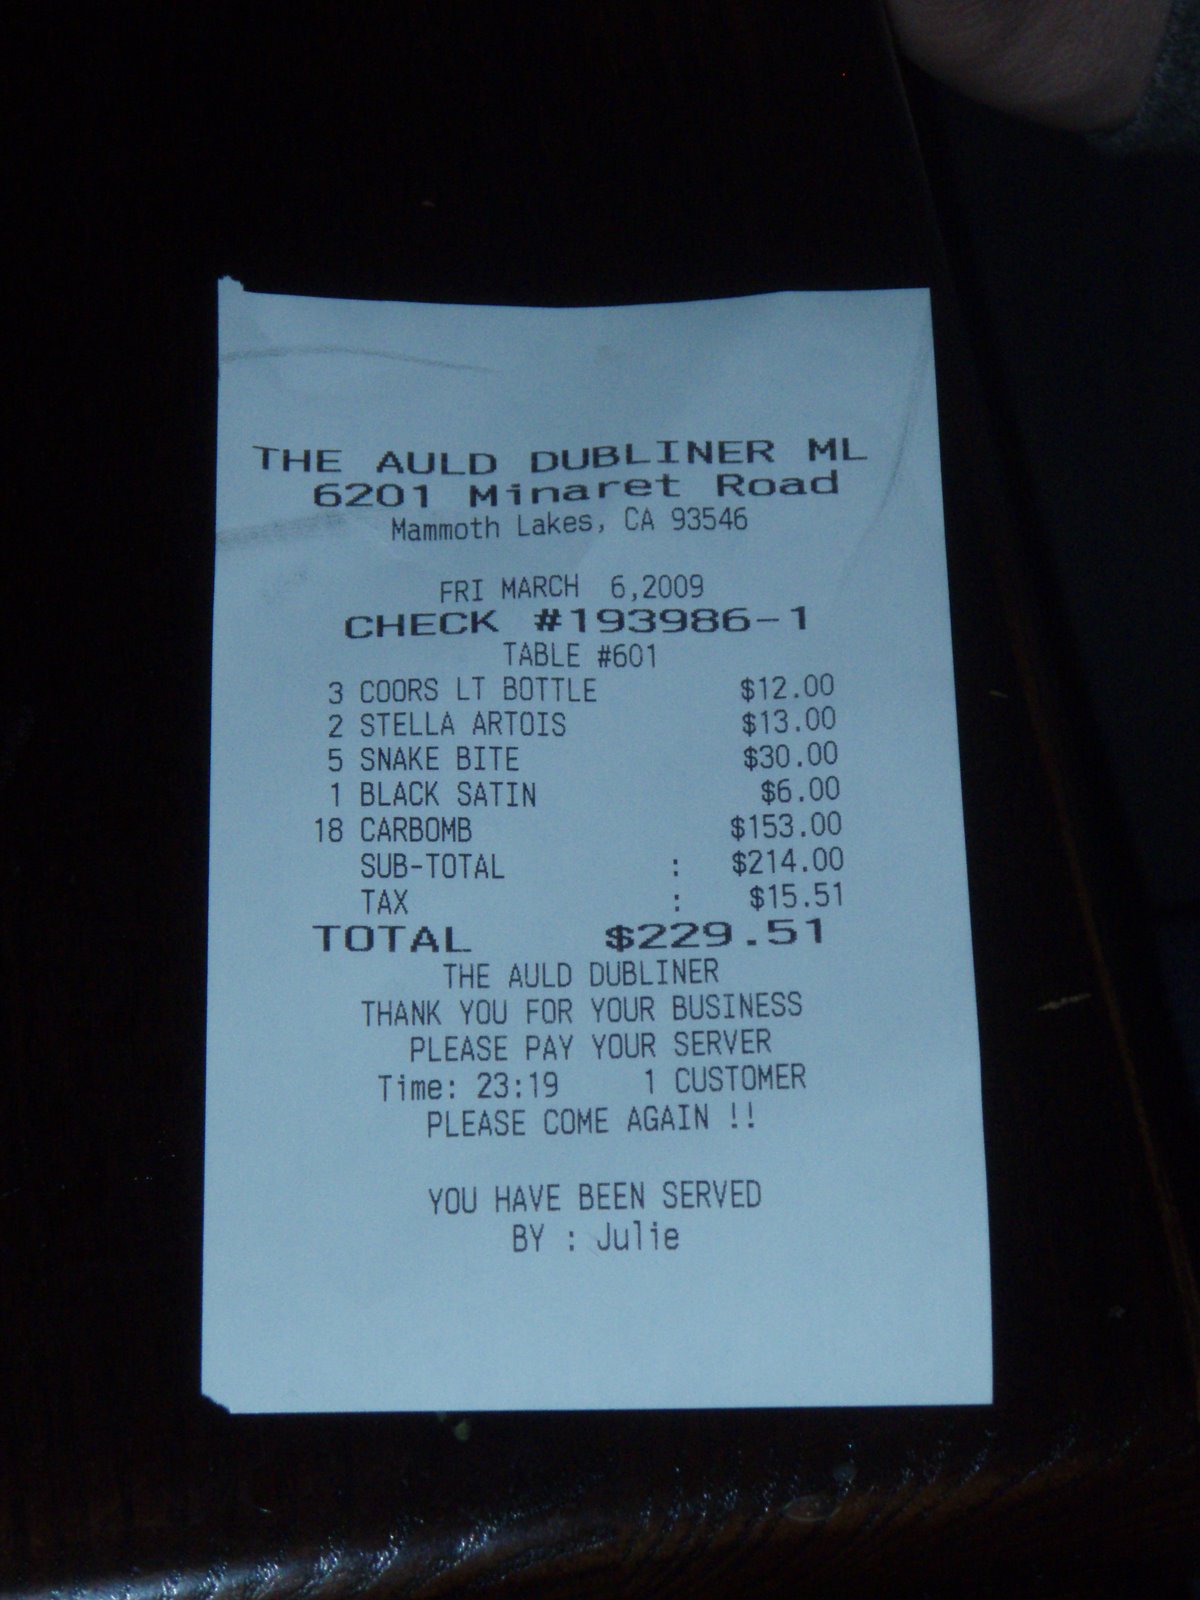 THE AULD DUBLINER ML
6201 Minaret Road
Mammoth Lakes, CA 93546
FRI MARCH 6,2009
CHECK #193986-1
TABLE #601
3 COORS LT BOTTLE $12.00
2 STELLA ARTOIS $13.00
5 SNAKE BITE $30.00
1 BLACK SATIN $6.00
18 CARBOMB $153.00
SUB-TOTAL : $214.00
TAX : $15.51
TOTAL $229.51
THE AULD DUBLINER
THANK YOU FOR YOUR BUSINESS
PLEASE PAY YOUR SERVER
Time: 23:19 1 CUSTOMER
PLEASE COME AGAIN !!
YOU HAVE BEEN SERVED
BY : Julie